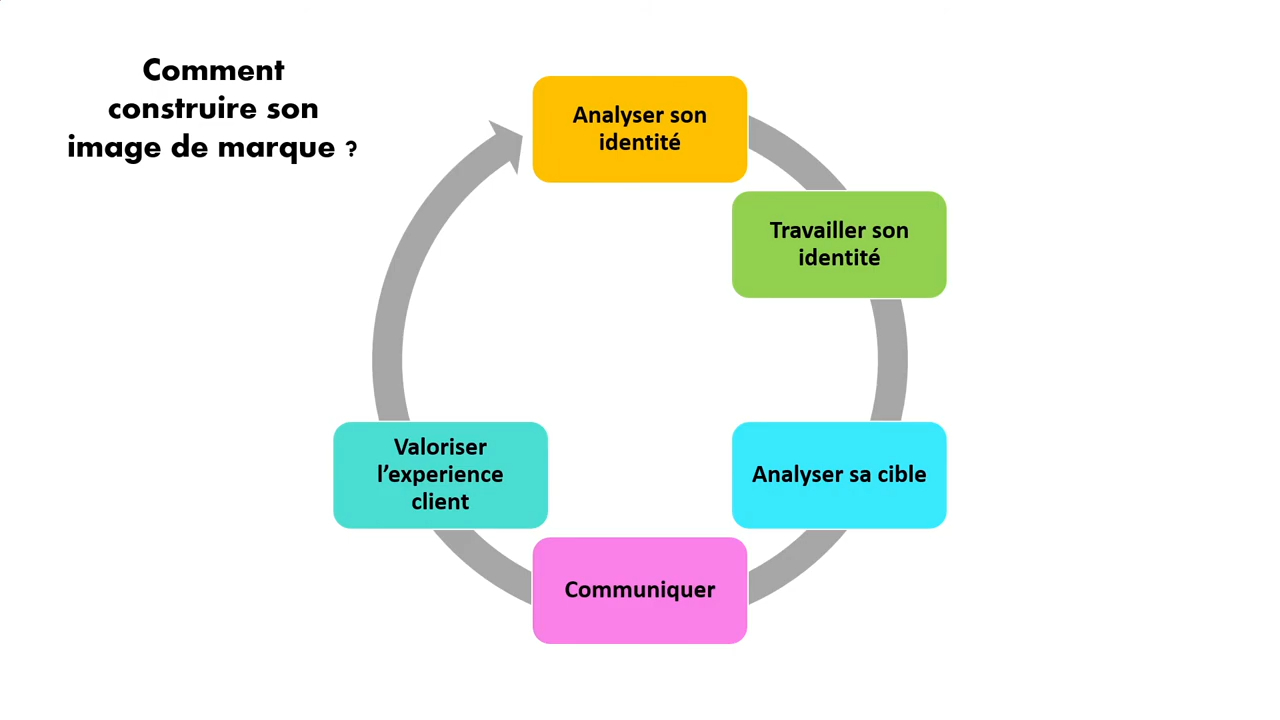 Comment
construire son
image de marque ?
Analyser son
identité
Travailler son
identité
Analyser sa cible
Communiquer
Valoriser
l’experience
client